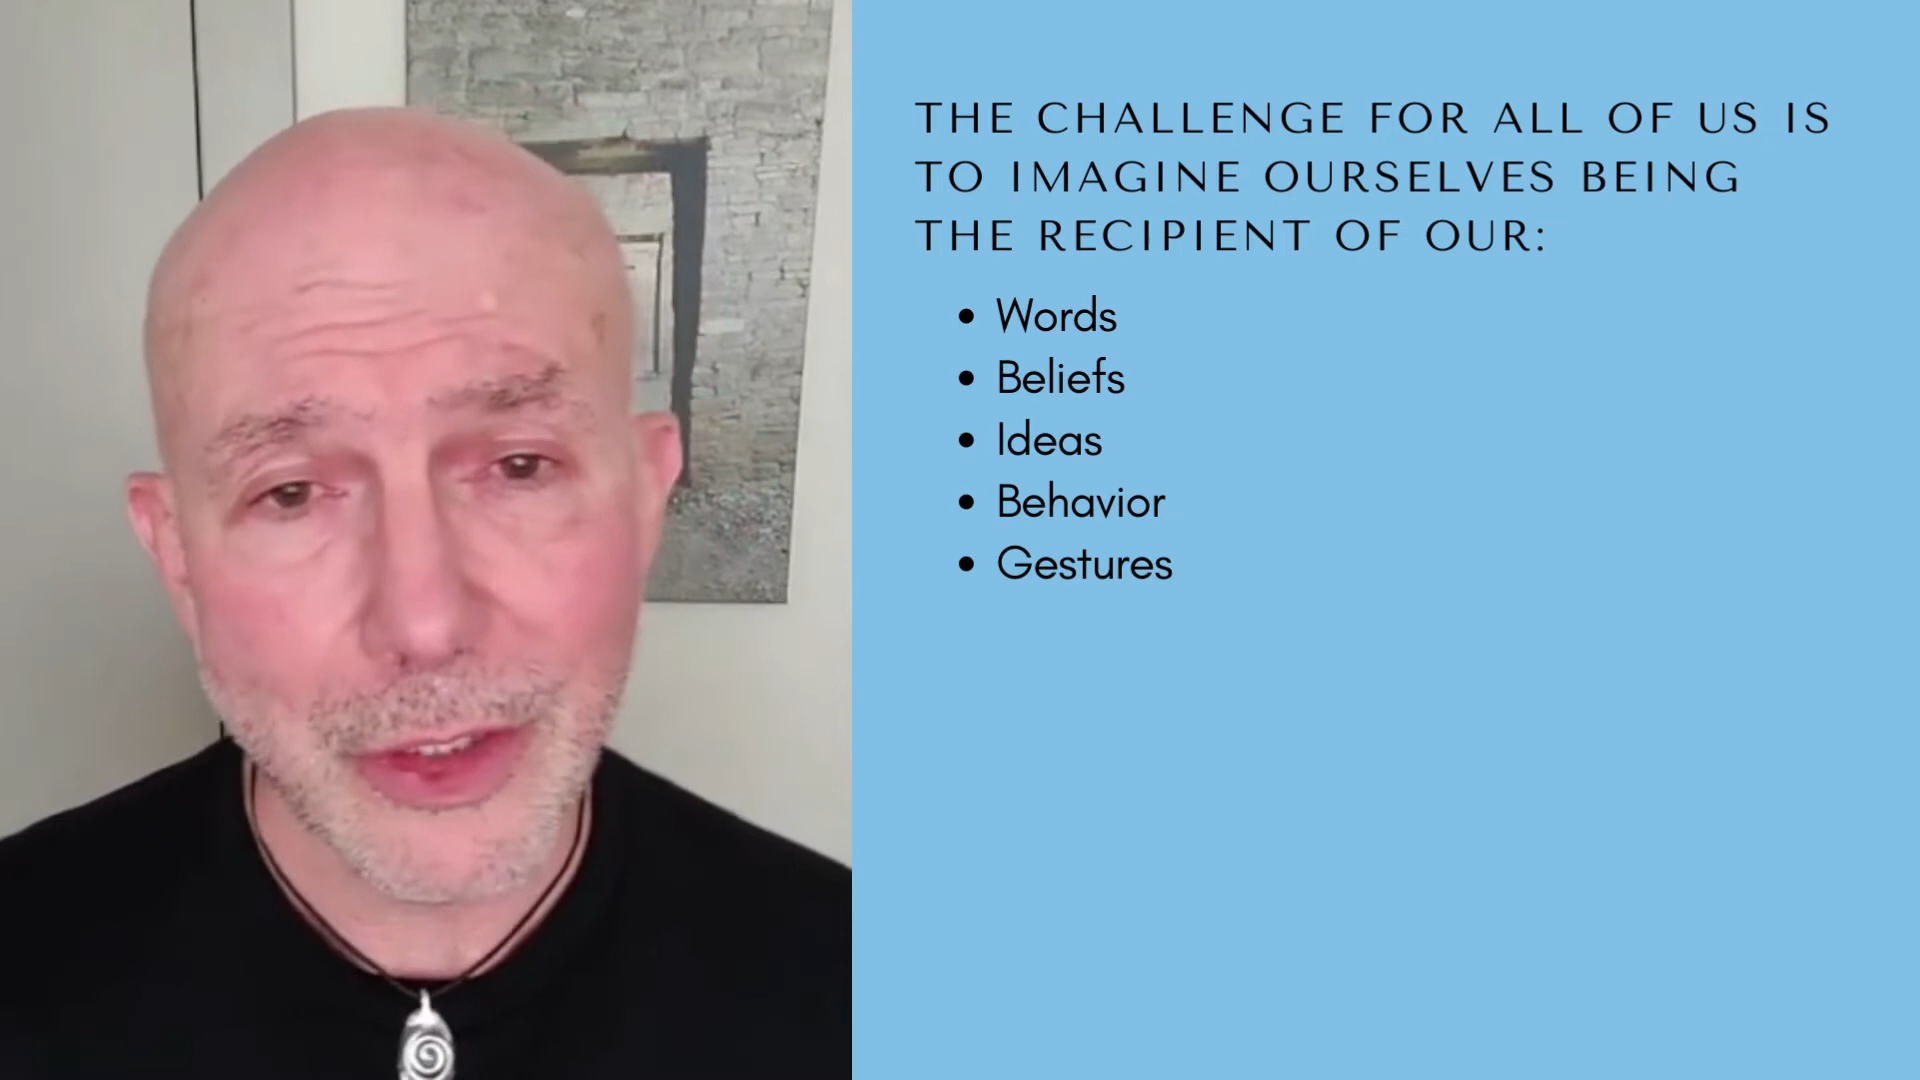 THE CHALLENGE FOR ALL OF US IS
TO IMAGINE OURSELVES BEING
THE RECIPIENT OF OUR:
• Words
• Beliefs
• Ideas
• Behavior
• Gestures